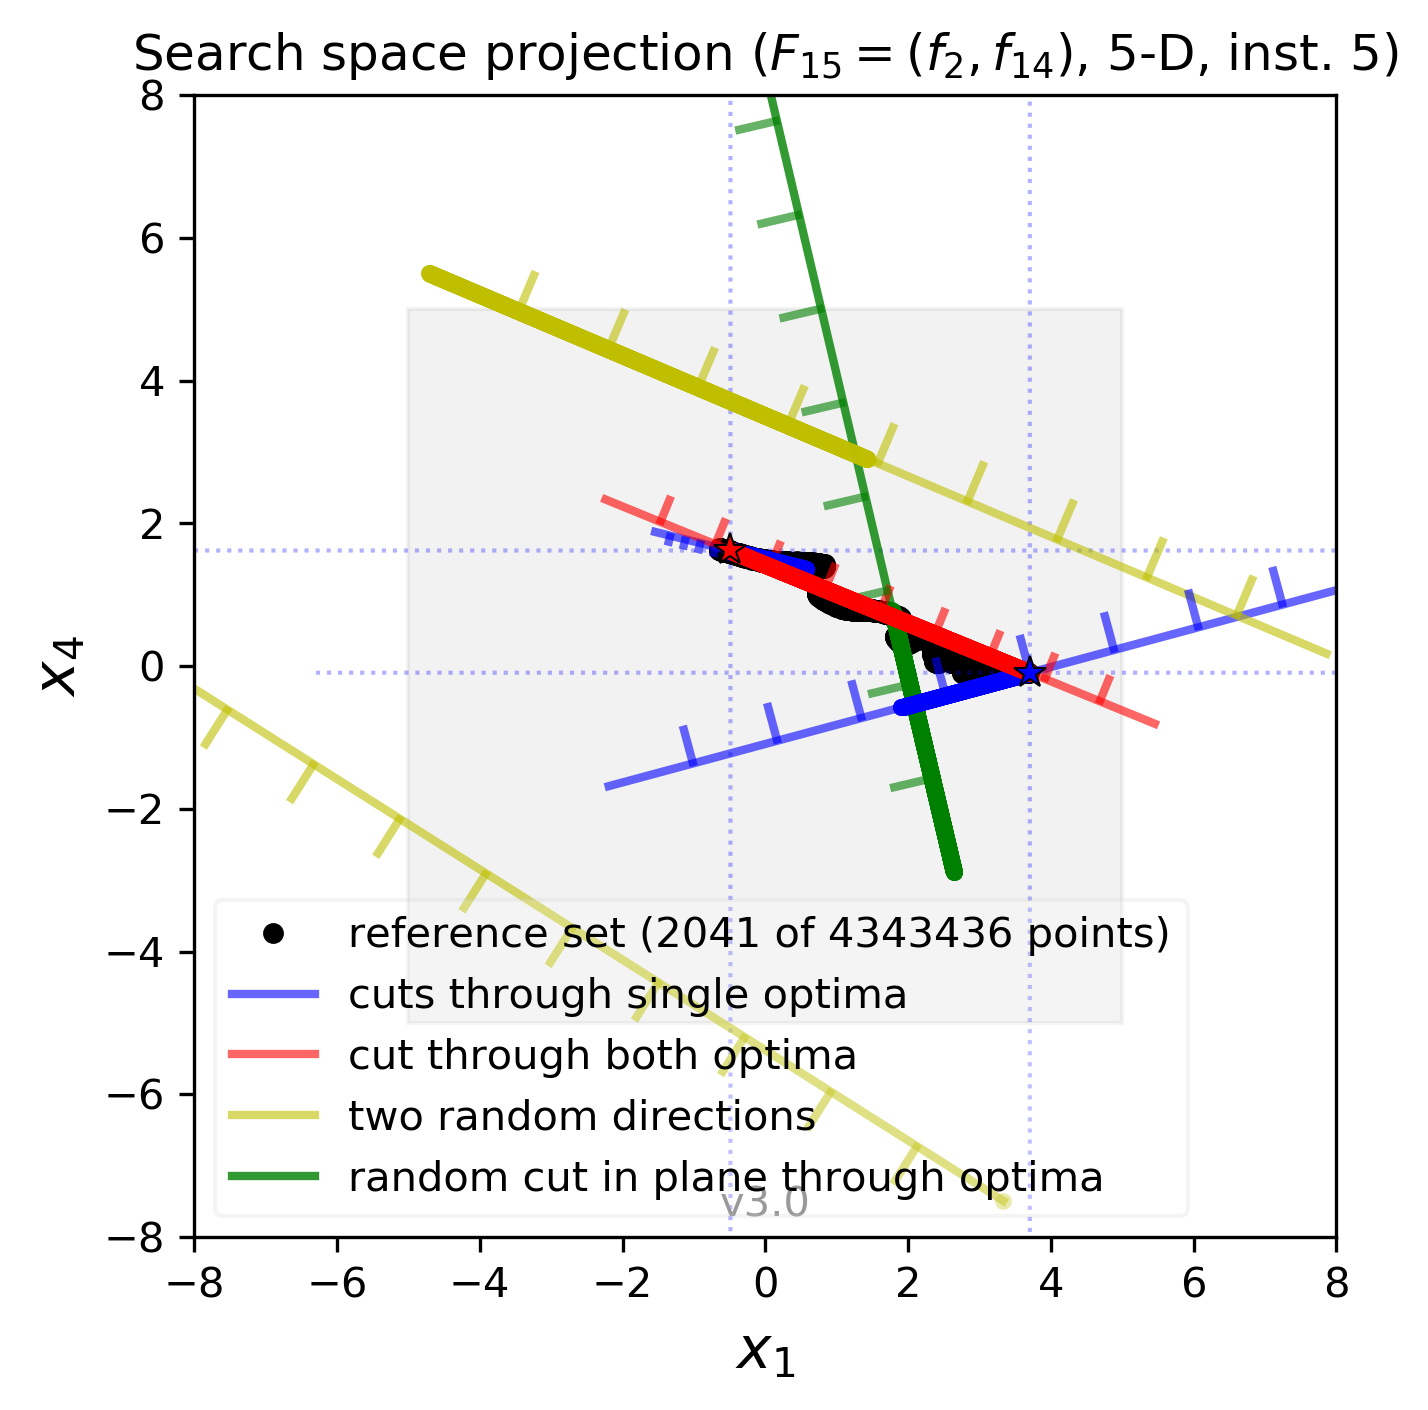 Search space projection (F₁₅ = (f₂, f₁₄), 5-D, inst. 5)
8
6
4
2
0
−2
−4
−6
−8
x₄
reference set (2041 of 4343436 points)
cuts through single optima
cut through both optima
two random directions
random cut in plane through optima
v3.0
−8 −6 −4 −2 0 2 4 6 8
x₁